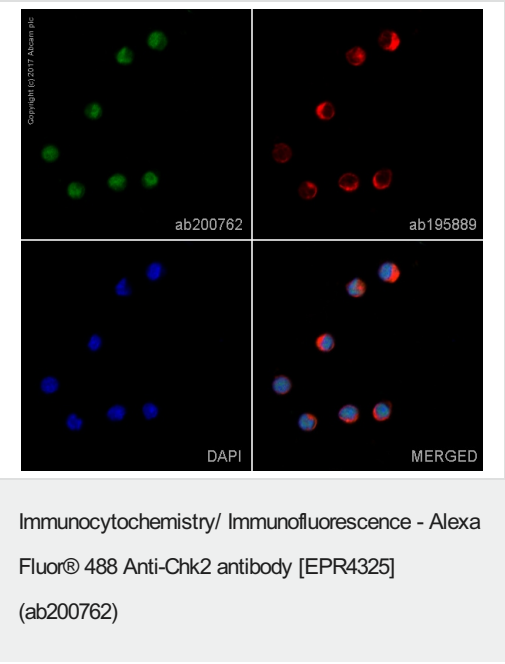 Copyright (c) 2017 Abcam plc
ab200762
ab195889
DAPI
MERGED
Immunocytochemistry/ Immunofluorescence - Alexa
Fluor® 488 Anti-Chk2 antibody [EPR4325]
(ab200762)